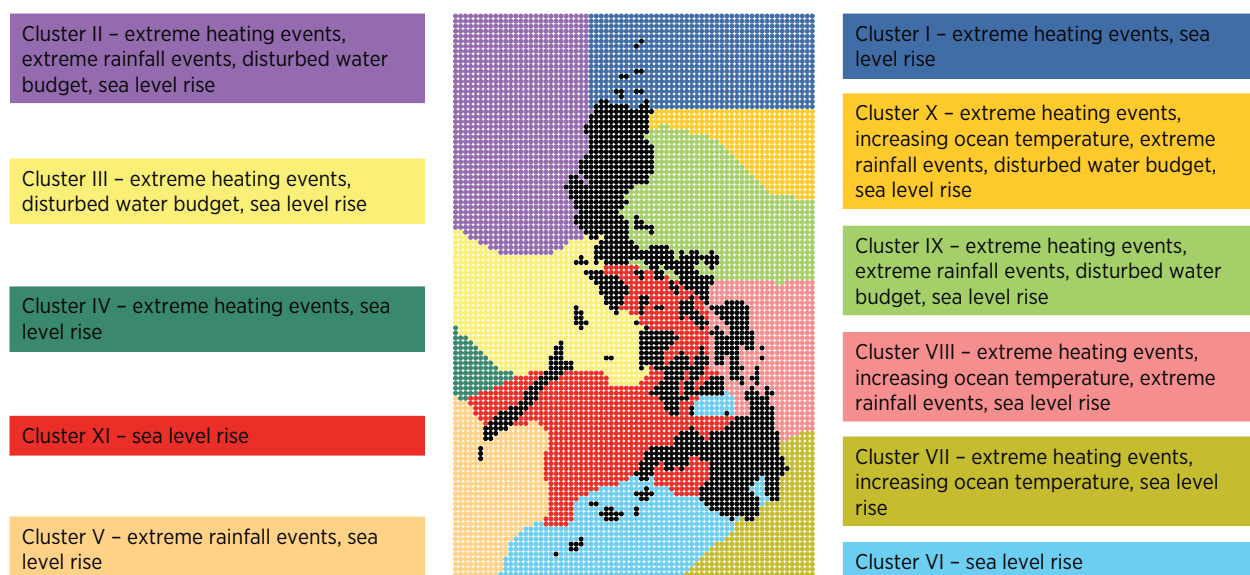 Cluster II – extreme heating events,
extreme rainfall events, disturbed water
budget, sea level rise
Cluster III – extreme heating events,
disturbed water budget, sea level rise
Cluster IV – extreme heating events, sea
level rise
Cluster XI – sea level rise
Cluster V – extreme rainfall events, sea
level rise
Cluster I – extreme heating events, sea
level rise
Cluster X – extreme heating events,
increasing ocean temperature, extreme
rainfall events, disturbed water budget,
sea level rise
Cluster IX – extreme heating events,
extreme rainfall events, disturbed water
budget, sea level rise
Cluster VIII – extreme heating events,
increasing ocean temperature, extreme
rainfall events, sea level rise
Cluster VII – extreme heating events,
increasing ocean temperature, sea level
rise
Cluster VI – sea level rise